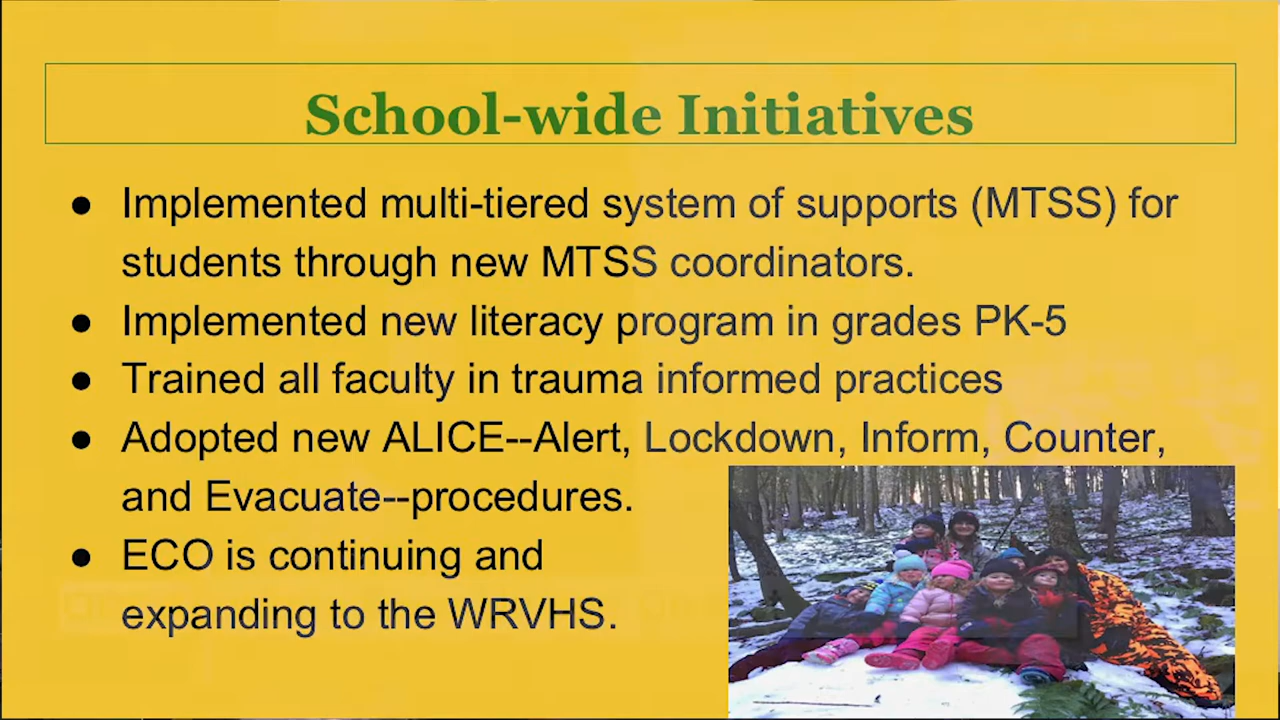 School-wide Initiatives
● Implemented multi-tiered system of supports (MTSS) for
students through new MTSS coordinators.
● Implemented new literacy program in grades PK-5
● Trained all faculty in trauma informed practices
● Adopted new ALICE--Alert, Lockdown, Inform, Counter,
and Evacuate--procedures.
● ECO is continuing and
expanding to the WRVHS.